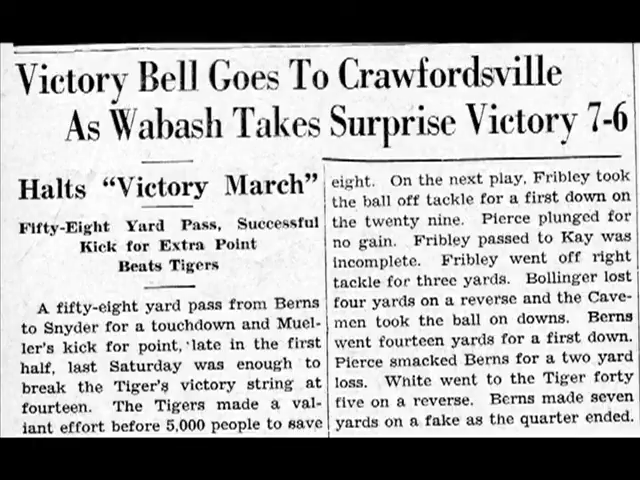 Victory Bell Goes To Crawfordsville
As Wabash Takes Surprise Victory 7-6
Halts "Victory March"
Fifty-Eight Yard Pass, Successful
Kick for Extra Point
Beats Tigers
A fifty-eight yard pass from Berns
to Snyder for a touchdown and Muel-
ler's kick for point, late in the first
half, last Saturday was enough to
break the Tiger's victory string at
fourteen. The Tigers made a val-
iant effort before 5,000 people to save
eight. On the next play, Fribley took
the ball off tackle for a first down on
the twenty nine. Pierce plunged for
no gain. Fribley passed to Kay was
incomplete. Fribley went off right
tackle for three yards. Bollinger lost
four yards on a reverse and the Cave-
men took the ball on downs. Berns
went fourteen yards for a first down.
Pierce smacked Berns for a two yard
loss. White went to the Tiger forty
five on a reverse. Berns made seven
yards on a fake as the quarter ended.